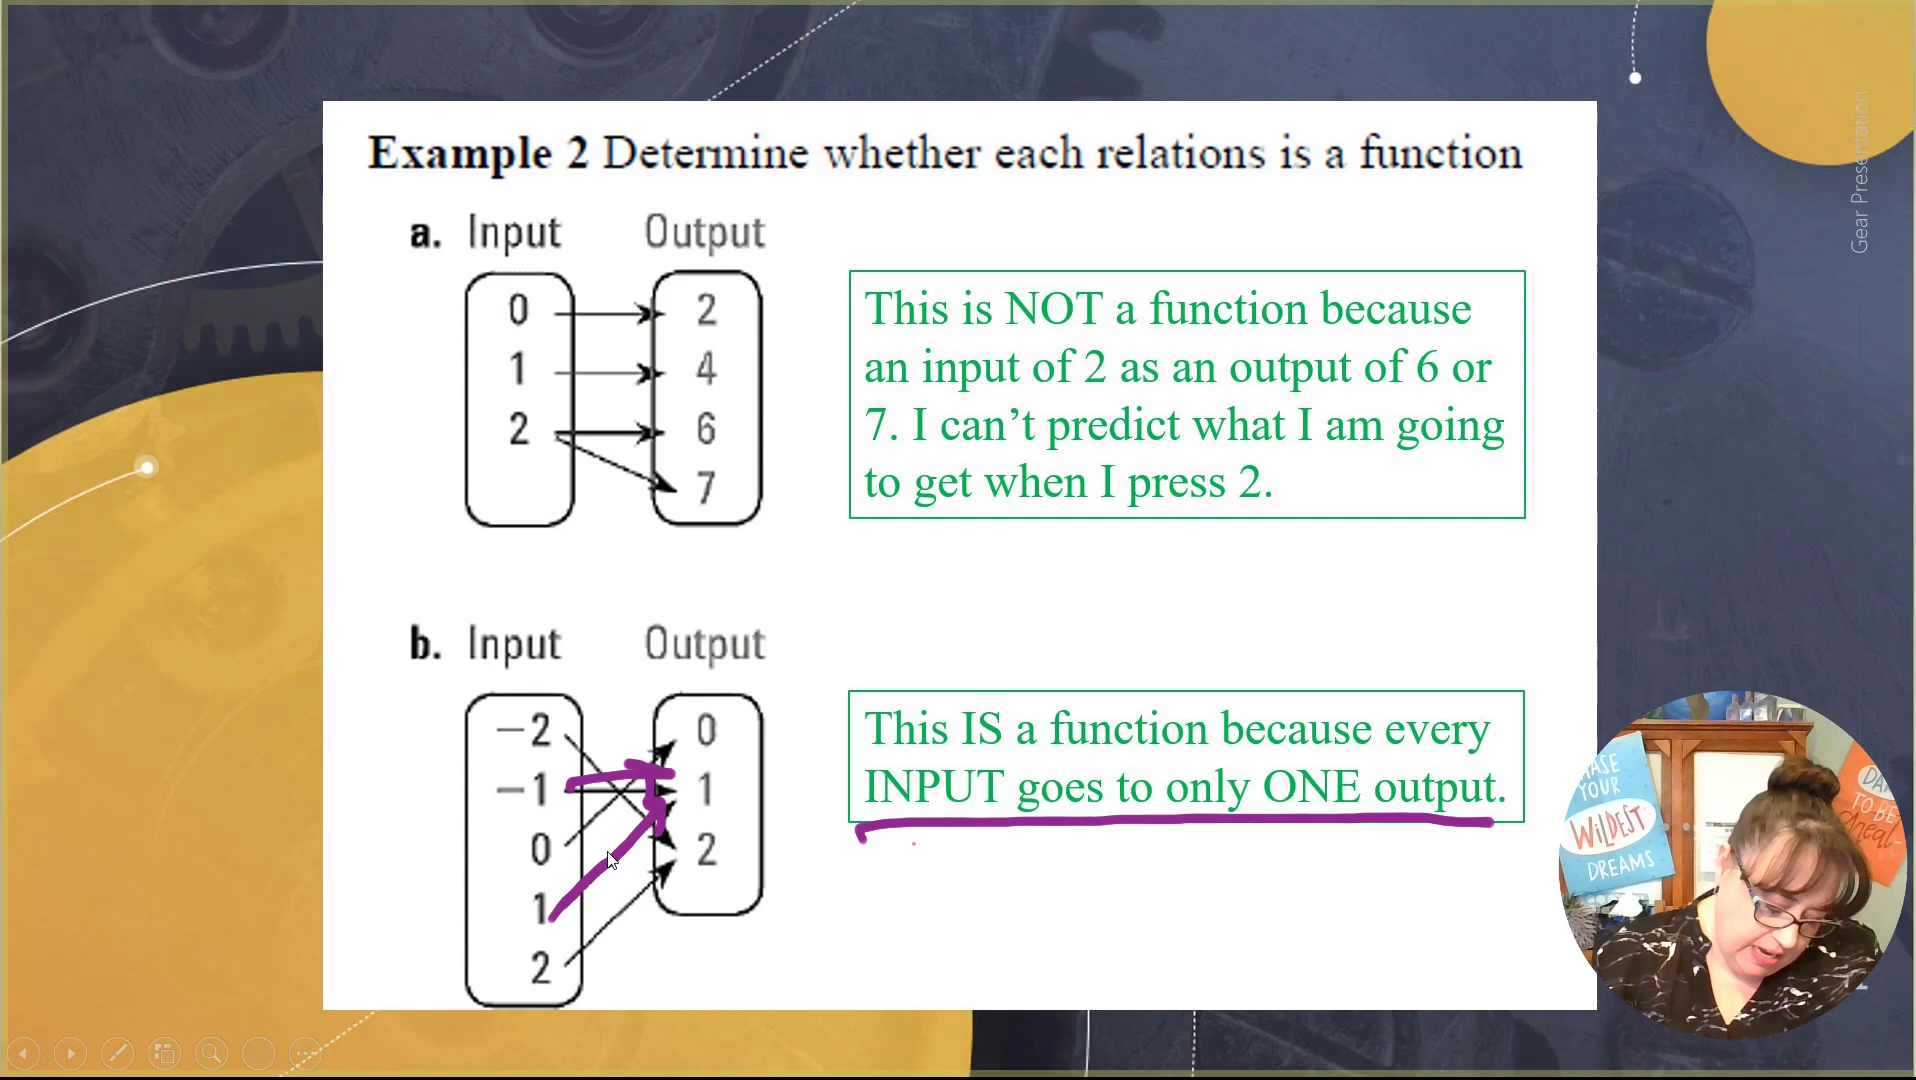 Example 2 Determine whether each relations is a function
a. Input Output
0 2
1 4
2 6
7
This is NOT a function because
an input of 2 as an output of 6 or
7. I can’t predict what I am going
to get when I press 2.
b. Input Output
−2 0
−1 1
0 2
1
2
This IS a function because every
INPUT goes to only ONE output.
Gear Presentation
YOUR
WiLDEST
DREAMS
TO BE